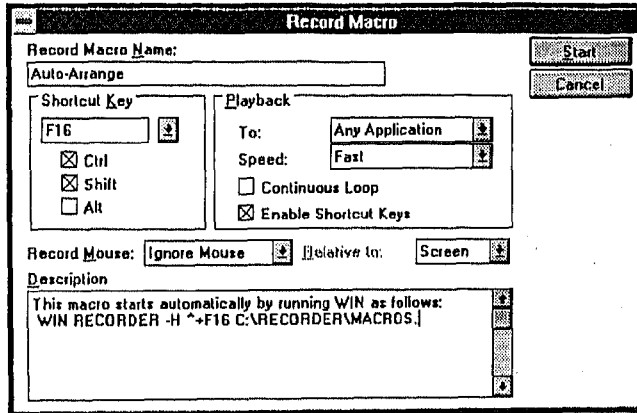 Record Macro
Record Macro Name:
Start
Auto-Arrange
Cancel
Shortcut Key
F16
Ctrl
Shift
Alt
Playback
To: Any Application
Speed: Fast
Continuous Loop
Enable Shortcut Keys
Record Mouse: Ignore Mouse Relative to: Screen
Description
This macro starts automatically by running WIN as follows:
WIN RECORDER -H ^+F16 C:\RECORDER\MACROS.